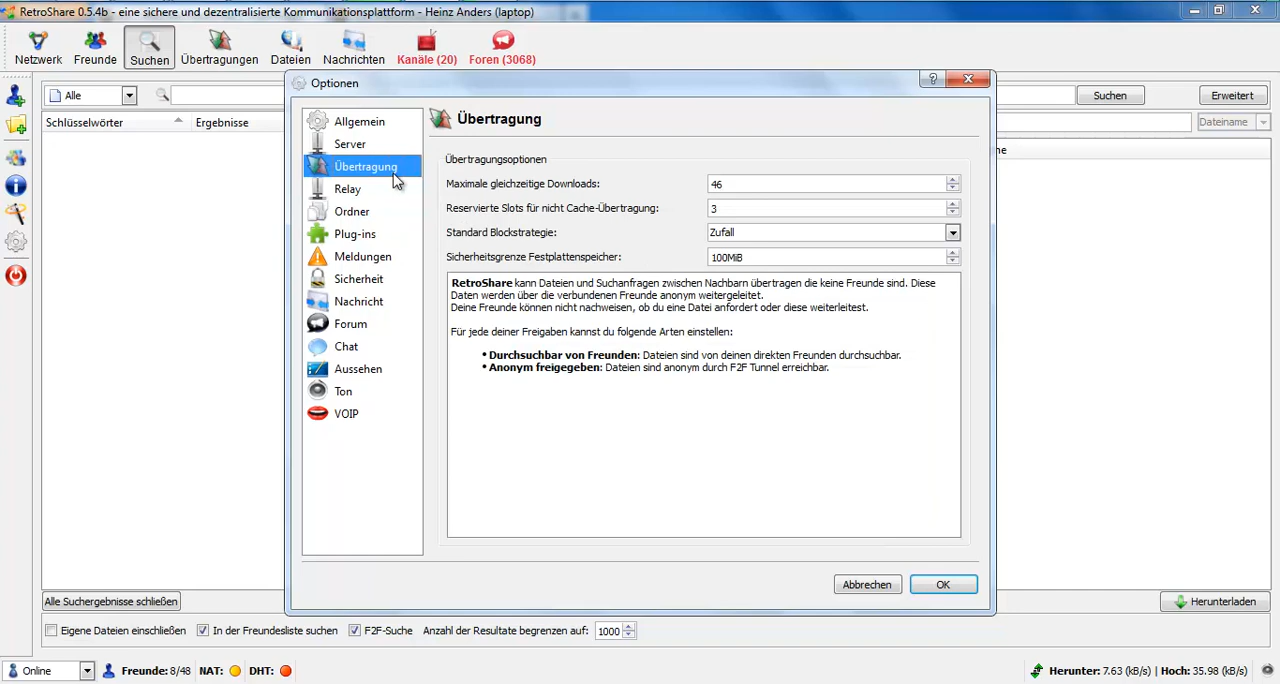 RetroShare 0.5.4b - eine sichere und dezentralisierte Kommunikationsplattform - Heinz Anders (laptop)
Netzwerk Freunde Suchen Übertragungen Dateien Nachrichten Kanäle (20) Foren (3068)
Optionen
Alle
Suchen Erweitert
Schlüsselwörter Ergebnisse
Dateiname
Allgemein
Server
Übertragung
Relay
Ordner
Plug-ins
Meldungen
Sicherheit
Nachricht
Forum
Chat
Aussehen
Ton
VOIP
Übertragung
Übertragungsoptionen
Maximale gleichzeitige Downloads: 46
Reservierte Slots für nicht Cache-Übertragung: 3
Standard Blockstrategie: Zufall
Sicherheitsgrenze Festplattenspeicher: 100MiB
RetroShare kann Dateien und Suchanfragen zwischen Nachbarn übertragen die keine Freunde sind. Diese
Daten werden über die verbundenen Freunde anonym weitergeleitet.
Deine Freunde können nicht nachweisen, ob du eine Datei anfordert oder diese weiterleitest.
Für jede deiner Freigaben kannst du folgende Arten einstellen:
• Durchsuchbar von Freunden: Dateien sind von deinen direkten Freunden durchsuchbar.
• Anonym freigegeben: Dateien sind anonym durch F2F Tunnel erreichbar.
Abbrechen OK
Alle Suchergebnisse schließen Herunterladen
Eigene Dateien einschließen In der Freundesliste suchen F2F-Suche Anzahl der Resultate begrenzen auf: 1000
Online Freunde: 8/48 NAT: DHT: Herunter: 7.63 (kB/s) | Hoch: 35.98 (kB/s)